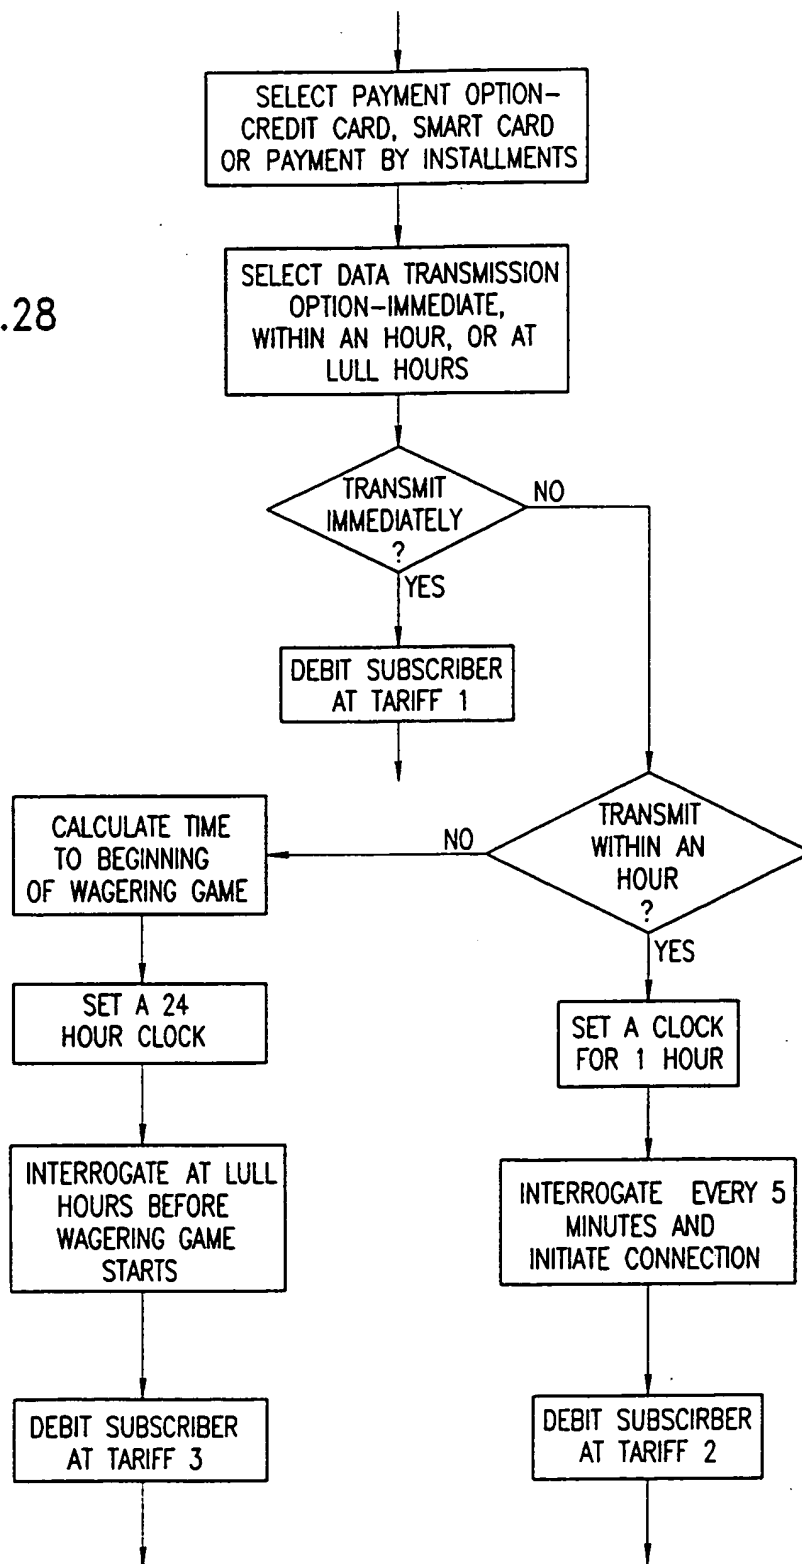 SELECT PAYMENT OPTION-
CREDIT CARD, SMART CARD
OR PAYMENT BY INSTALLMENTS
SELECT DATA TRANSMISSION
OPTION-IMMEDIATE,
WITHIN AN HOUR, OR AT
LULL HOURS
.28
TRANSMIT
IMMEDIATELY
?
NO
YES
DEBIT SUBSCRIBER
AT TARIFF 1
TRANSMIT
WITHIN AN
HOUR
?
NO
YES
CALCULATE TIME
TO BEGINNING
OF WAGERING GAME
SET A 24
HOUR CLOCK
INTERROGATE AT LULL
HOURS BEFORE
WAGERING GAME
STARTS
DEBIT SUBSCRIBER
AT TARIFF 3
SET A CLOCK
FOR 1 HOUR
INTERROGATE EVERY 5
MINUTES AND
INITIATE CONNECTION
DEBIT SUBSCIRBER
AT TARIFF 2